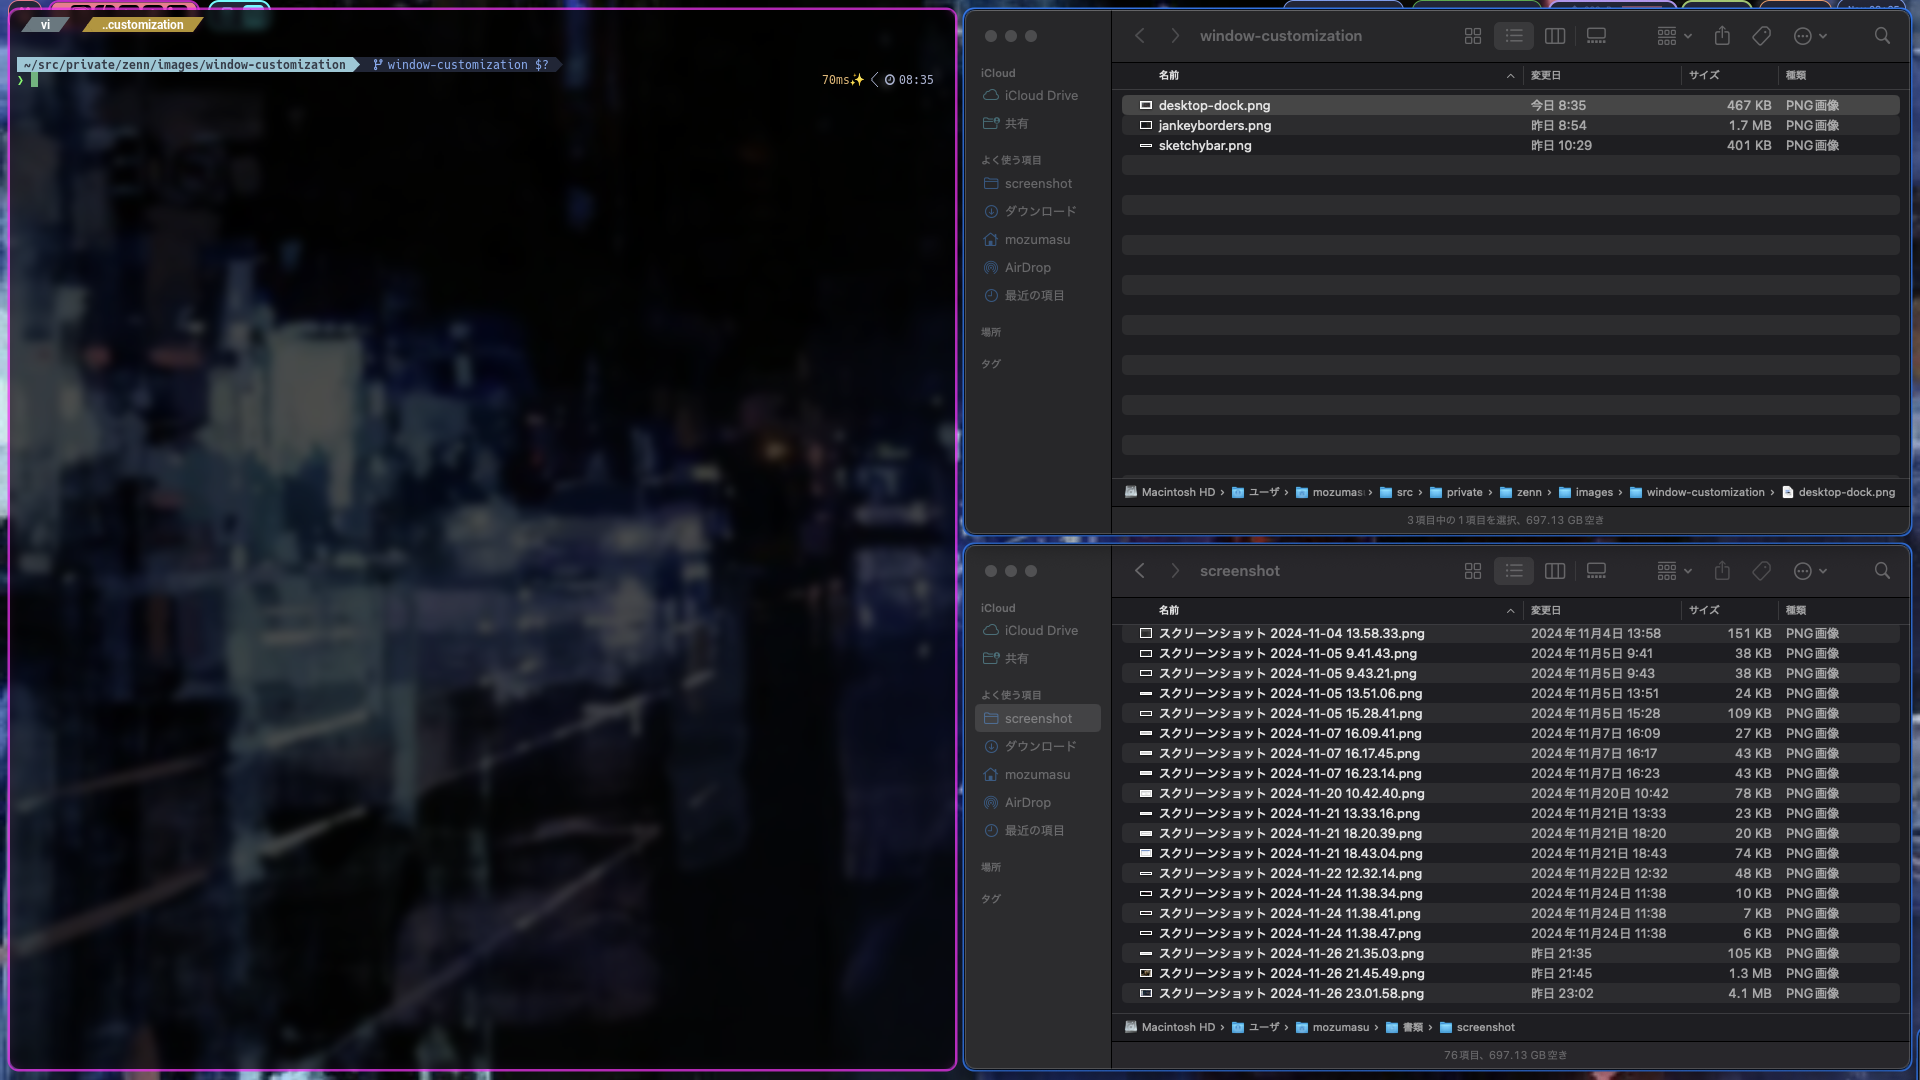 vi ..customization
~/src/private/zenn/images/window-customization window-customization $?
❯ 70ms✨ 08:35
window-customization
iCloud
iCloud Drive
共有
よく使う項目
screenshot
ダウンロード
mozumasu
AirDrop
最近の項目
場所
タグ
名前 変更日 サイズ 種類
desktop-dock.png 今日 8:35 467 KB PNG画像
jankeyborders.png 昨日 8:54 1.7 MB PNG画像
sketchybar.png 昨日 10:29 401 KB PNG画像
Macintosh HD › ユーザ › mozumas › src › private › zenn › images › window-customization › desktop-dock.png
3項目中の1項目を選択、697.13 GB空き
screenshot
iCloud
iCloud Drive
共有
よく使う項目
screenshot
ダウンロード
mozumasu
AirDrop
最近の項目
場所
タグ
名前 変更日 サイズ 種類
スクリーンショット 2024-11-04 13.58.33.png 2024年11月4日 13:58 151 KB PNG画像
スクリーンショット 2024-11-05 9.41.43.png 2024年11月5日 9:41 38 KB PNG画像
スクリーンショット 2024-11-05 9.43.21.png 2024年11月5日 9:43 38 KB PNG画像
スクリーンショット 2024-11-05 13.51.06.png 2024年11月5日 13:51 24 KB PNG画像
スクリーンショット 2024-11-05 15.28.41.png 2024年11月5日 15:28 109 KB PNG画像
スクリーンショット 2024-11-07 16.09.41.png 2024年11月7日 16:09 27 KB PNG画像
スクリーンショット 2024-11-07 16.17.45.png 2024年11月7日 16:17 43 KB PNG画像
スクリーンショット 2024-11-07 16.23.14.png 2024年11月7日 16:23 43 KB PNG画像
スクリーンショット 2024-11-20 10.42.40.png 2024年11月20日 10:42 78 KB PNG画像
スクリーンショット 2024-11-21 13.33.16.png 2024年11月21日 13:33 23 KB PNG画像
スクリーンショット 2024-11-21 18.20.39.png 2024年11月21日 18:20 20 KB PNG画像
スクリーンショット 2024-11-21 18.43.04.png 2024年11月21日 18:43 74 KB PNG画像
スクリーンショット 2024-11-22 12.32.14.png 2024年11月22日 12:32 48 KB PNG画像
スクリーンショット 2024-11-24 11.38.34.png 2024年11月24日 11:38 10 KB PNG画像
スクリーンショット 2024-11-24 11.38.41.png 2024年11月24日 11:38 7 KB PNG画像
スクリーンショット 2024-11-24 11.38.47.png 2024年11月24日 11:38 6 KB PNG画像
スクリーンショット 2024-11-26 21.35.03.png 昨日 21:35 105 KB PNG画像
スクリーンショット 2024-11-26 21.45.49.png 昨日 21:45 1.3 MB PNG画像
スクリーンショット 2024-11-26 23.01.58.png 昨日 23:02 4.1 MB PNG画像
Macintosh HD › ユーザ › mozumasu › 書類 › screenshot
76項目、697.13 GB空き